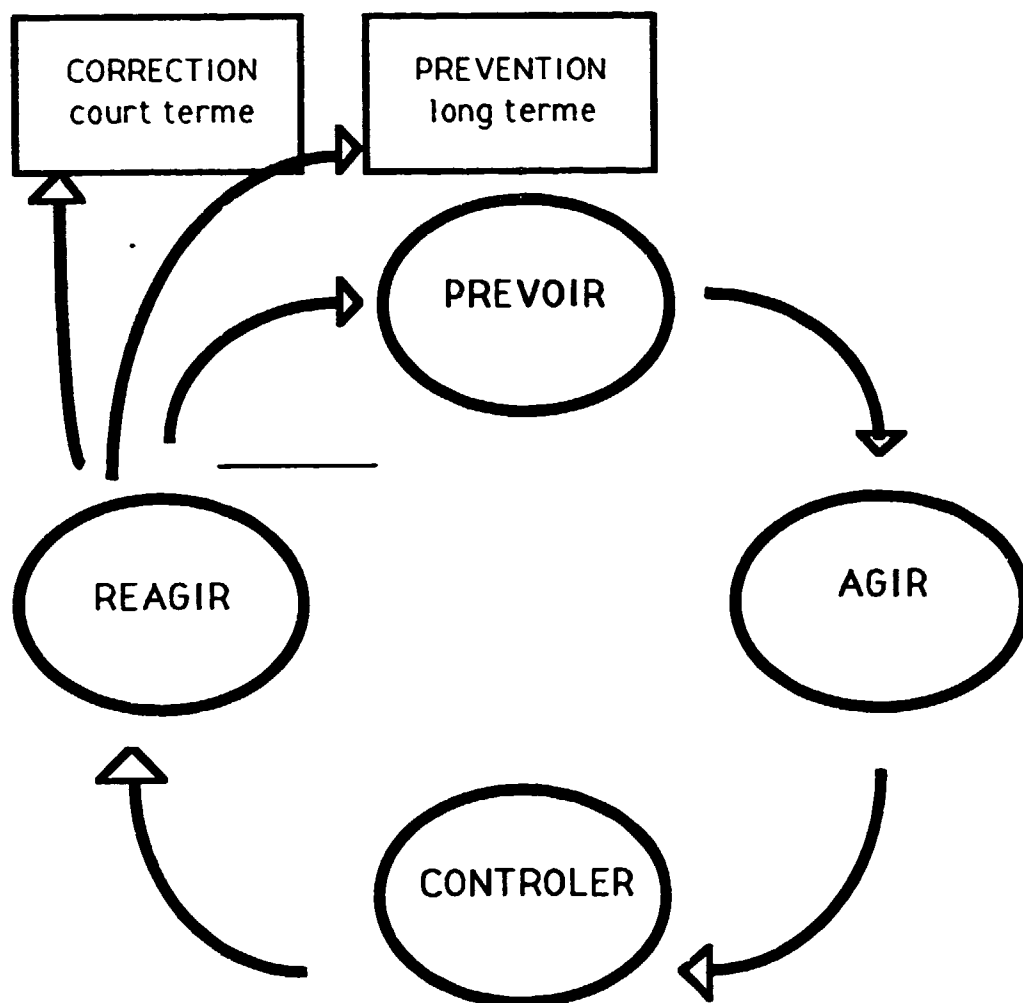 CORRECTION
court terme
PREVENTION
long terme
PREVOIR
REAGIR
AGIR
CONTROLER